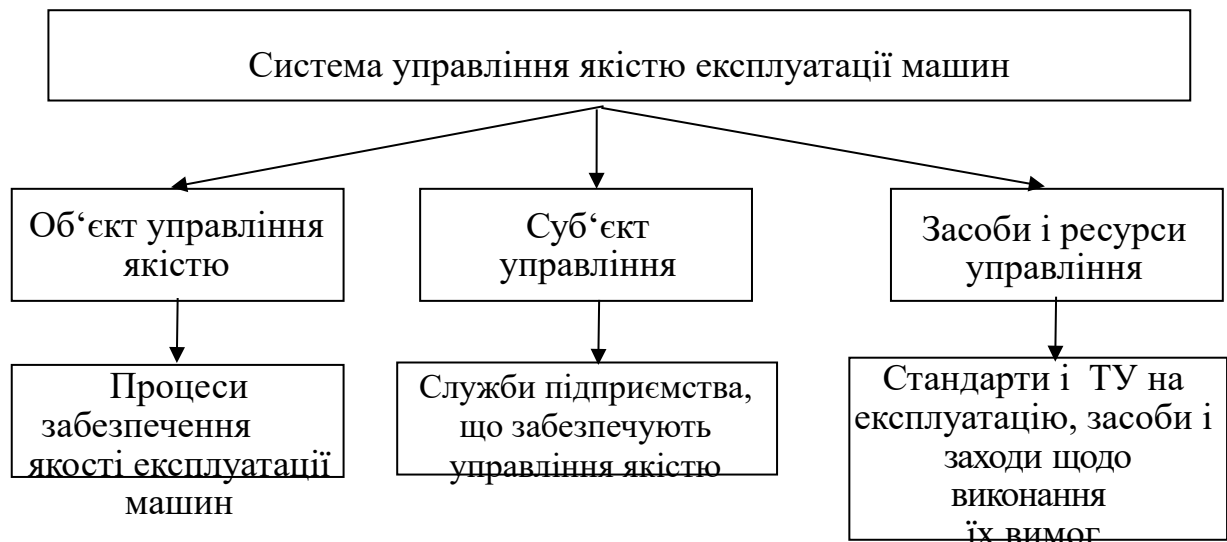 Система управління якістю експлуатації машин
Об‘єкт управління
якістю
Суб‘єкт
управління
Засоби і ресурси
управління
Процеси
забезпечення
якості експлуатації
машин
Служби підприємства,
що забезпечують
управління якістю
Стандарти і ТУ на
експлуатацію, засоби і
заходи щодо
виконання
їх вимог